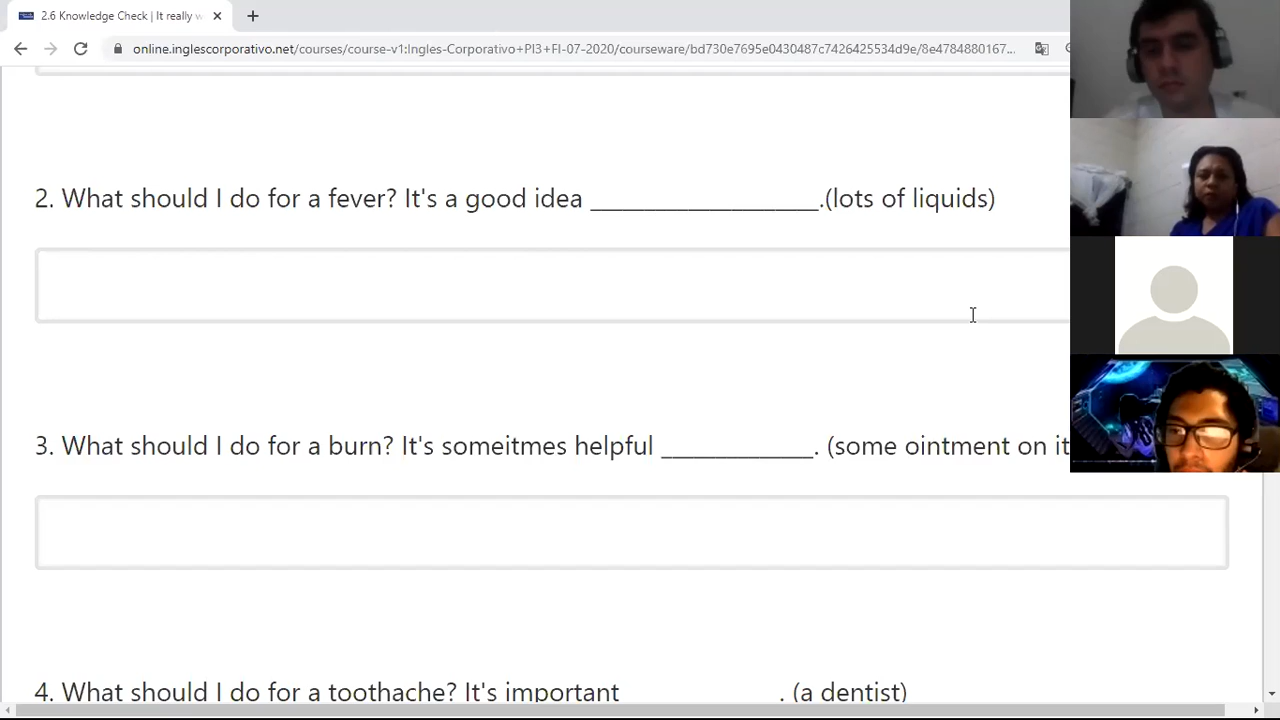 2.6 Knowledge Check | It really w
online.inglescorporativo.net/courses/course-v1:Ingles-Corporativo+PI3+FI-07-2020/courseware/bd730e7695e0430487c7426425534d9e/8e4784880167...
2. What should I do for a fever? It's a good idea ___________________.(lots of liquids)
3. What should I do for a burn? It's someitmes helpful _____________. (some ointment on it
4. What should I do for a toothache? It's important _____________. (a dentist)